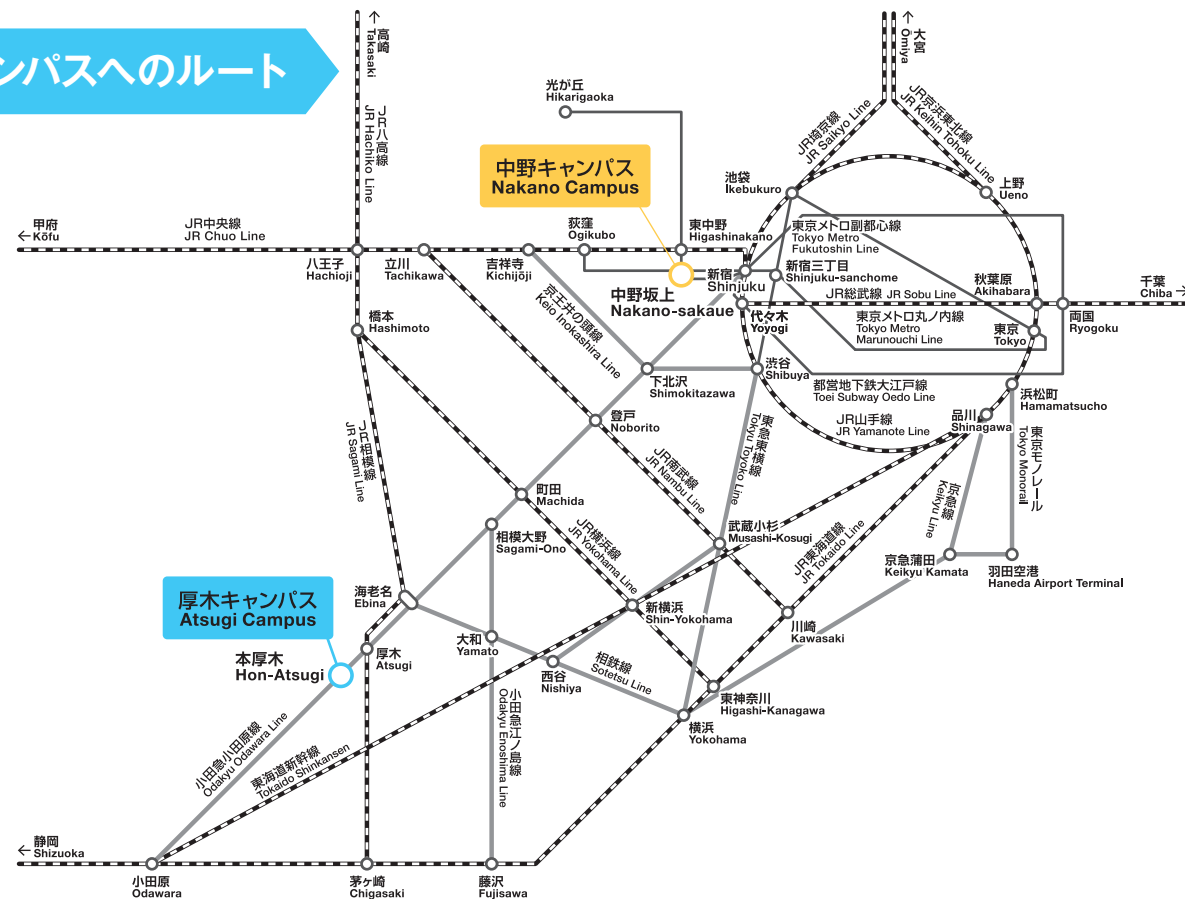 ンパスへのルート
高崎
Takasaki
JR八高線
JR Hachiko Line
大宮
Ōmiya
JR埼京線
JR Saikyo Line
JR京浜東北線
JR Keihin Tohoku Line
光が丘
Hikarigaoka
中野キャンパス
Nakano Campus
池袋
Ikebukuro
上野
Ueno
甲府
Kōfu
JR中央線
JR Chuo Line
荻窪
Ogikubo
東中野
Higashinakano
東京メトロ副都心線
Tokyo Metro
Fukutoshin Line
八王子
Hachioji
立川
Tachikawa
吉祥寺
Kichijōji
新宿
Shinjuku
新宿三丁目
Shinjuku-sanchome
秋葉原
Akihabara
千葉
Chiba
中野坂上
Nakano-sakaue
JR総武線 JR Sobu Line
代々木
Yoyogi
東京メトロ丸ノ内線
Tokyo Metro
Marunouchi Line
東京
Tokyo
両国
Ryogoku
橋本
Hashimoto
京王井の頭線
Keio Inokashira Line
下北沢
Shimokitazawa
渋谷
Shibuya
都営地下鉄大江戸線
Toei Subway Oedo Line
浜松町
Hamamatsucho
登戸
Noborito
JR山手線
JR Yamanote Line
品川
Shinagawa
JR相模線
JR Sagami Line
東急東横線
Tokyu Toyoko Line
東京モノレール
Tokyo Monorail
JR南武線
JR Nambu Line
京急線
Keikyu Line
町田
Machida
相模大野
Sagami-Ono
JR横浜線
JR Yokohama Line
武蔵小杉
Musashi-Kosugi
JR東海道線
JR Tokaido Line
京急蒲田
Keikyu Kamata
羽田空港
Haneda Airport Terminal
海老名
Ebina
厚木キャンパス
Atsugi Campus
新横浜
Shin-Yokohama
川崎
Kawasaki
本厚木
Hon-Atsugi
厚木
Atsugi
大和
Yamato
西谷
Nishiya
相鉄線
Sotetsu Line
東神奈川
Higashi-Kanagawa
横浜
Yokohama
小田急小田原線
Odakyu Odawara Line
東海道新幹線
Tokaido Shinkansen
小田急江ノ島線
Odakyu Enoshima Line
静岡
Shizuoka
小田原
Odawara
茅ヶ崎
Chigasaki
藤沢
Fujisawa